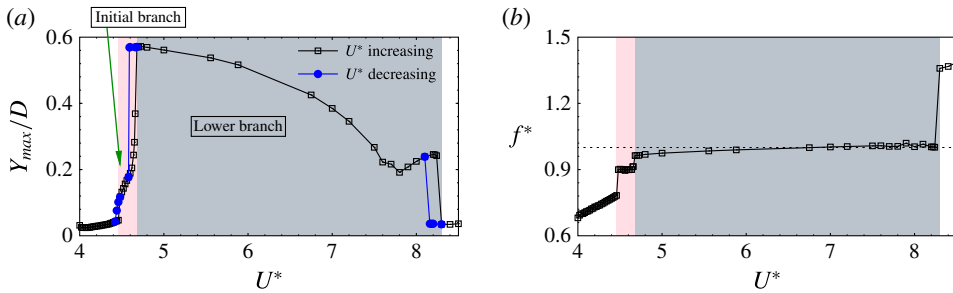 (a)
Initial branch
0.6
0.4
0.2
0
Y_max/D
U* increasing
U* decreasing
Lower branch
4 5 6 7 8
U*
(b)
1.5
1.2
0.9
0.6
f*
4 5 6 7 8
U*